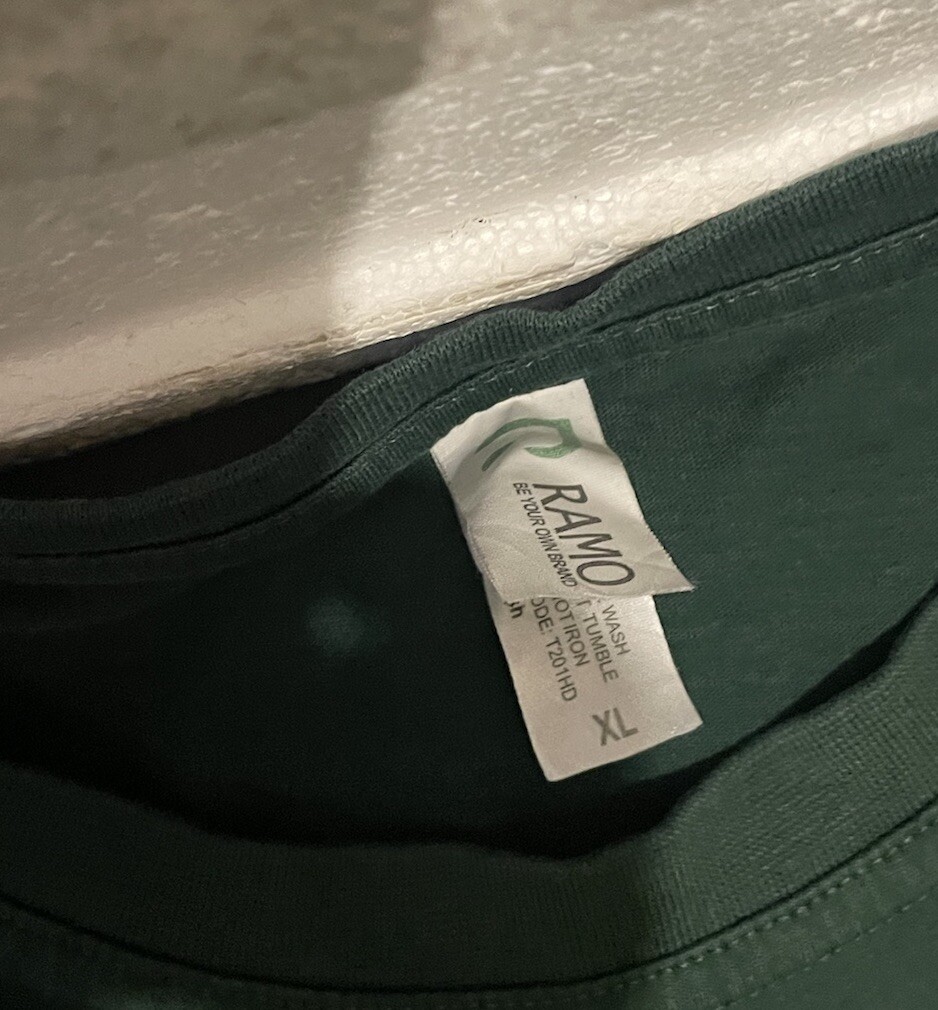 RAMO
BE YOUR OWN BRAND
WASH
T TUMBLE
OT IRON
ODE: T201HD
XL